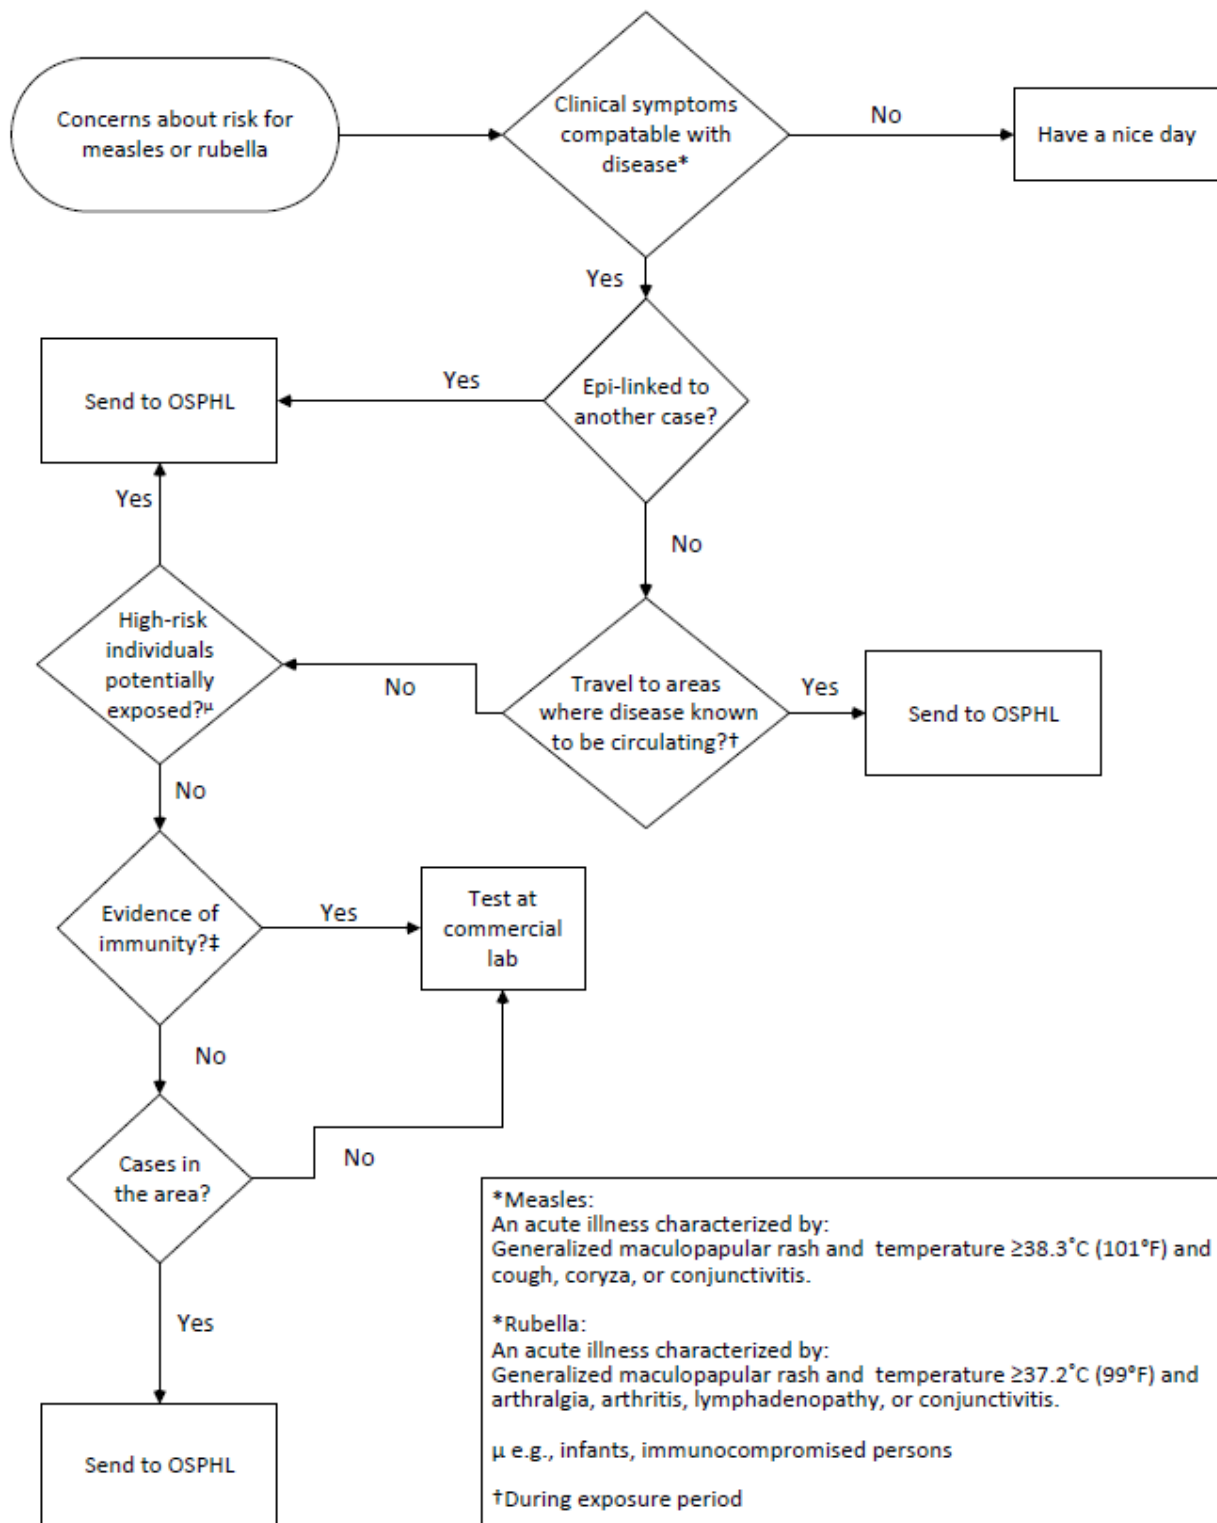 Concerns about risk for
measles or rubella
Clinical symptoms
compatable with
disease*
No
Have a nice day
Yes
Epi-linked to
another case?
Yes
Send to OSPHL
No
Travel to areas
where disease known
to be circulating?†
Yes
Send to OSPHL
No
High-risk
individuals
potentially
exposed?µ
Yes
No
Evidence of
immunity?‡
Yes
Test at
commercial
lab
No
Cases in
the area?
No
Yes
Send to OSPHL
*Measles:
An acute illness characterized by:
Generalized maculopapular rash and temperature ≥38.3˚C (101°F) and
cough, coryza, or conjunctivitis.
*Rubella:
An acute illness characterized by:
Generalized maculopapular rash and temperature ≥37.2˚C (99°F) and
arthralgia, arthritis, lymphadenopathy, or conjunctivitis.
µ e.g., infants, immunocompromised persons
†During exposure period